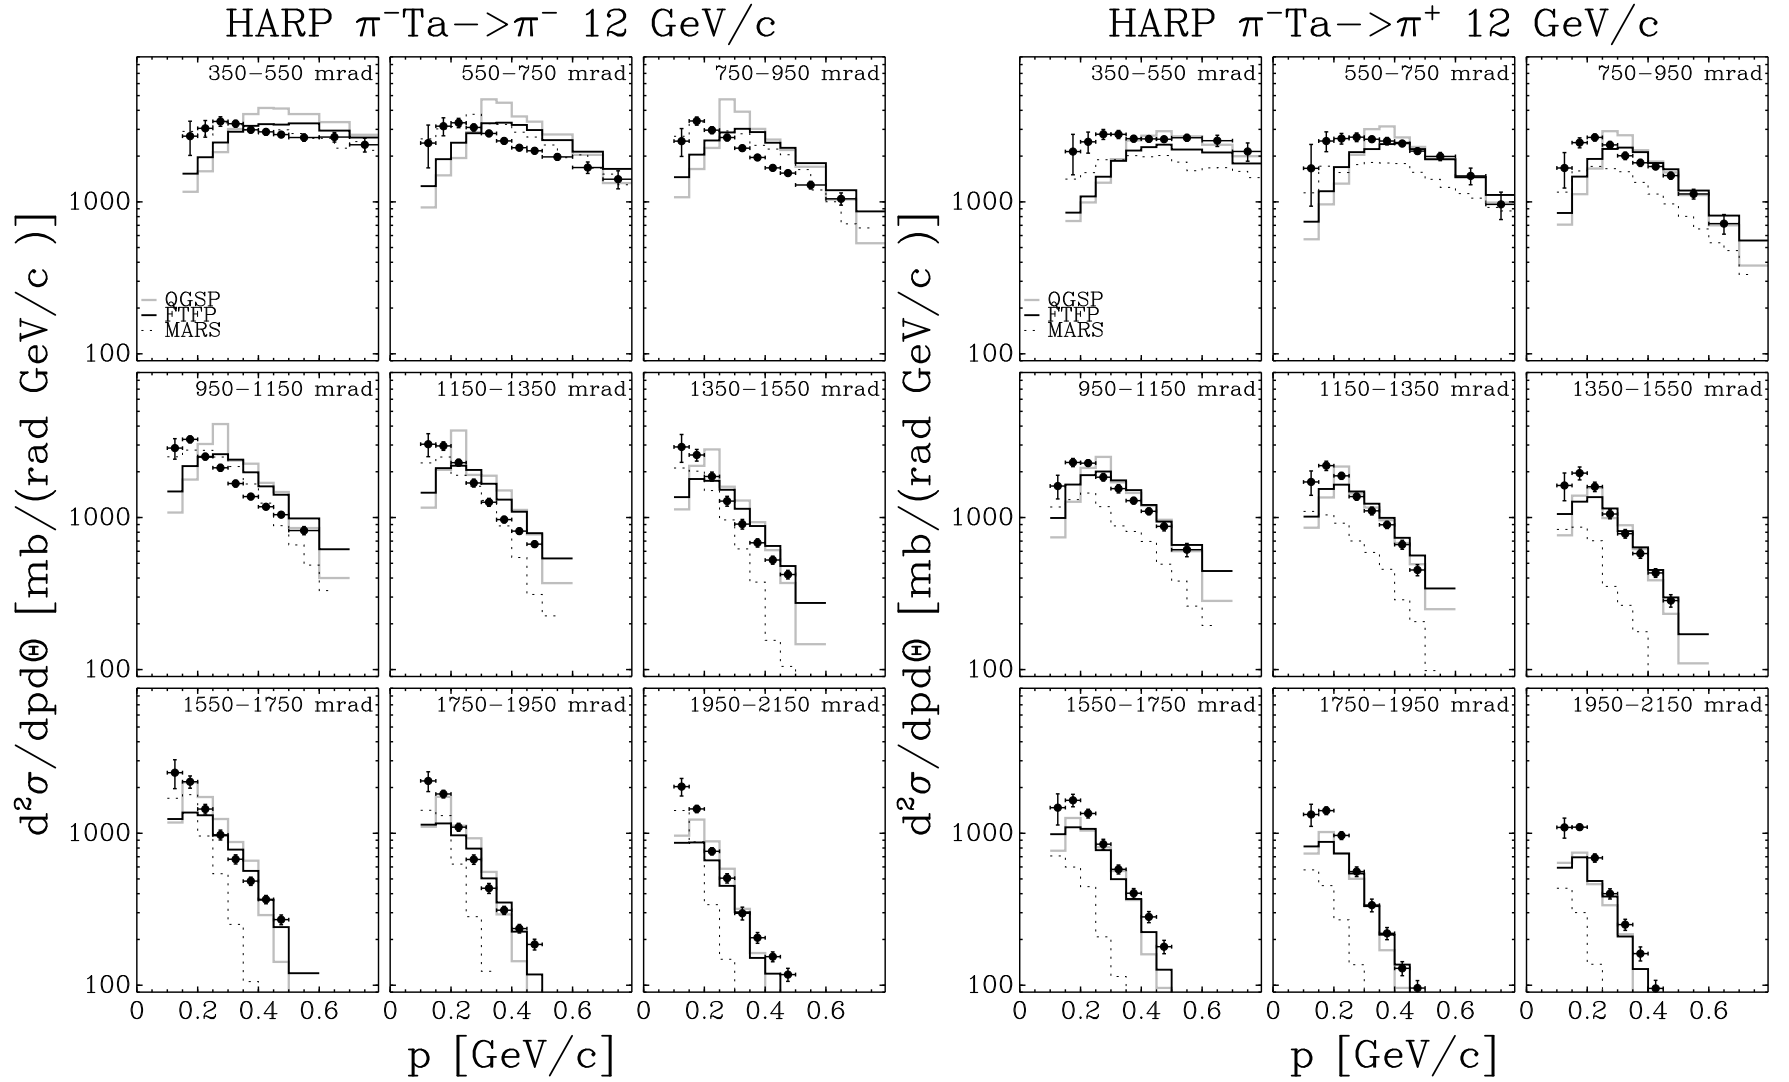 HARP π⁻Ta->π⁻ 12 GeV/c
HARP π⁻Ta->π⁺ 12 GeV/c
d²σ/dpdΘ [mb/(rad GeV/c )]
350-550 mrad
550-750 mrad
750-950 mrad
1000
100
QGSP
FTFP
MARS
950-1150 mrad
1150-1350 mrad
1350-1550 mrad
1000
100
1550-1750 mrad
1750-1950 mrad
1950-2150 mrad
1000
100
0 0.2 0.4 0.6 0 0.2 0.4 0.6 0 0.2 0.4 0.6
p [GeV/c]
d²σ/dpdΘ [mb/(rad GeV/c )]
350-550 mrad
550-750 mrad
750-950 mrad
1000
100
QGSP
FTFP
MARS
950-1150 mrad
1150-1350 mrad
1350-1550 mrad
1000
100
1550-1750 mrad
1750-1950 mrad
1950-2150 mrad
1000
100
0 0.2 0.4 0.6 0 0.2 0.4 0.6 0 0.2 0.4 0.6
p [GeV/c]